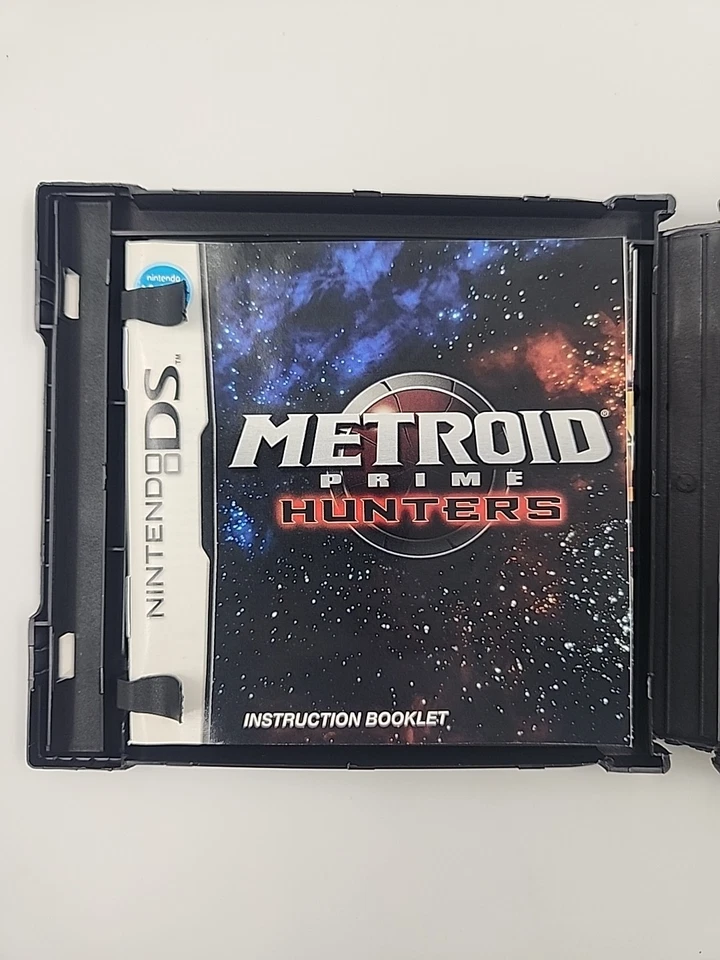 nintendo
NINTENDO DS™
METROID®
PRIME
HUNTERS
INSTRUCTION BOOKLET